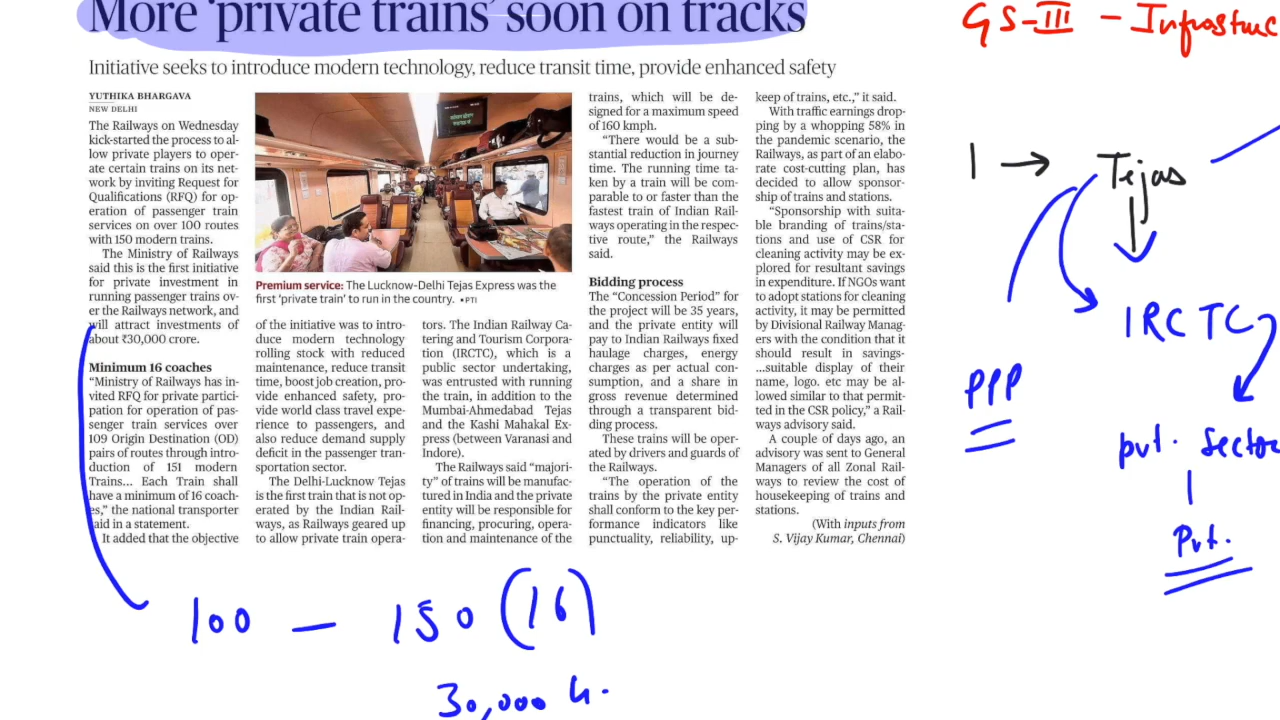 More ‘private trains’ soon on tracks
Initiative seeks to introduce modern technology, reduce transit time, provide enhanced safety
YUTHIKA BHARGAVA
NEW DELHI
The Railways on Wednesday
kick-started the process to al-
low private players to oper-
ate certain trains on its net-
work by inviting Request for
Qualifications (RFQ) for op-
eration of passenger train
services on over 100 routes
with 150 modern trains.
The Ministry of Railways
said this is the first initiative
for private investment in
running passenger trains ov-
er the Railways network, and
will attract investments of
about ₹30,000 crore.
Minimum 16 coaches
“Ministry of Railways has in-
vited RFQ for private partici-
pation for operation of pas-
senger train services over
109 Origin Destination (OD)
pairs of routes through intro-
duction of 151 modern
Trains... Each Train shall
have a minimum of 16 coach-
es,” the national transporter
said in a statement.
It added that the objective
Premium service: The Lucknow-Delhi Tejas Express was the
first ‘private train’ to run in the country. •PTI
of the initiative was to intro-
duce modern technology
rolling stock with reduced
maintenance, reduce transit
time, boost job creation, pro-
vide enhanced safety, pro-
vide world class travel expe-
rience to passengers, and
also reduce demand supply
deficit in the passenger tran-
sportation sector.
The Delhi-Lucknow Tejas
is the first train that is not op-
erated by the Indian Rail-
ways, as Railways geared up
to allow private train opera-
tors. The Indian Railway Ca-
tering and Tourism Corpora-
tion (IRCTC), which is a
public sector undertaking,
was entrusted with running
the train, in addition to the
Mumbai-Ahmedabad Tejas
and the Kashi Mahakal Ex-
press (between Varanasi and
Indore).
The Railways said “majori-
ty” of trains will be manufac-
tured in India and the private
entity will be responsible for
financing, procuring, opera-
tion and maintenance of the
trains, which will be de-
signed for a maximum speed
of 160 kmph.
“There would be a sub-
stantial reduction in journey
time. The running time ta-
ken by a train will be com-
parable to or faster than the
fastest train of Indian Rail-
ways operating in the respec-
tive route,” the Railways
said.
Bidding process
The “Concession Period” for
the project will be 35 years,
and the private entity will
pay to Indian Railways fixed
haulage charges, energy
charges as per actual con-
sumption, and a share in
gross revenue determined
through a transparent bid-
ding process.
These trains will be oper-
ated by drivers and guards of
the Railways.
“The operation of the
trains by the private entity
shall conform to the key per-
formance indicators like
punctuality, reliability, up-
keep of trains, etc.,” it said.
With traffic earnings drop-
ping by a whopping 58% in
the pandemic scenario, the
Railways, as part of an elabo-
rate cost-cutting plan, has
decided to allow sponsor-
ship of trains and stations.
“Sponsorship with suita-
ble branding of trains/sta-
tions and use of CSR for
cleaning activity may be ex-
plored for resultant savings
in expenditure. If NGOs want
to adopt stations for cleaning
activity, it may be permitted
by Divisional Railway Manag-
ers with the condition that it
should result in savings-
...suitable display of their
name, logo. etc may be al-
lowed similar to that permit-
ted in the CSR policy,” a Rail-
ways advisory said.
A couple of days ago, an
advisory was sent to General
Managers of all Zonal Rail-
ways to review the cost of
housekeeping of trains and
stations.
(With inputs from
S. Vijay Kumar, Chennai)
GS-III - Infrastruc
1 → Tejas
IRCTC
PPP
pvt. Sector
Pvt.
100 - 150 (16)
30,000